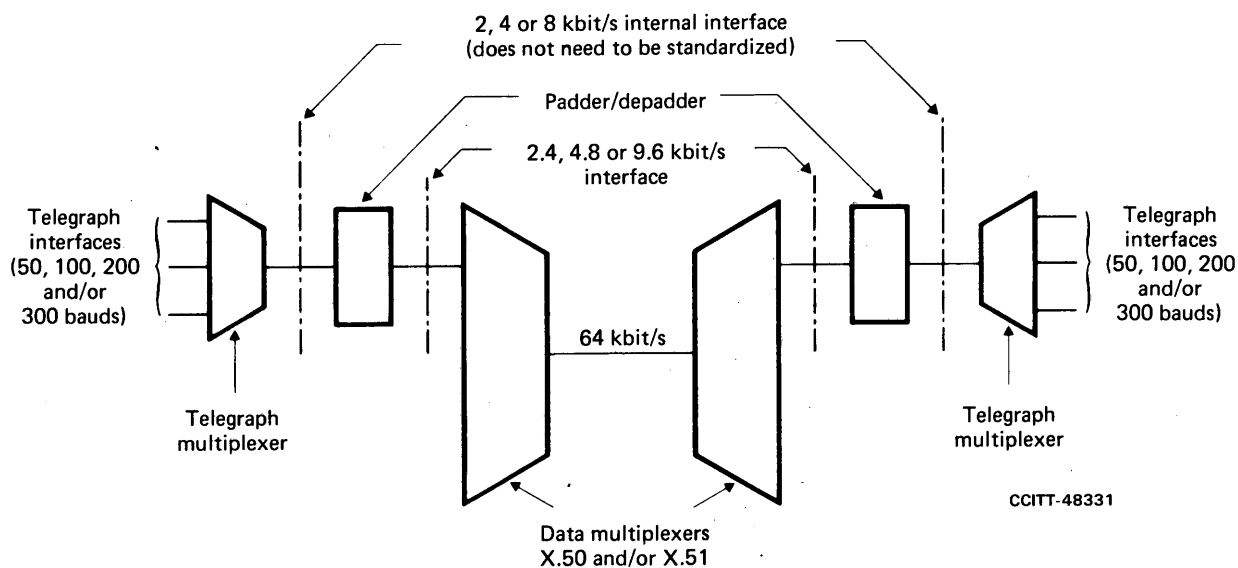 2, 4 or 8 kbit/s internal interface
(does not need to be standardized)
Padder/depadder
2.4, 4.8 or 9.6 kbit/s
interface
Telegraph
interfaces
(50, 100, 200
and/or
300 bauds)
Telegraph
interfaces
(50, 100, 200
and/or
300 bauds)
64 kbit/s
Telegraph
multiplexer
Telegraph
multiplexer
CCITT-48331
Data multiplexers
X.50 and/or X.51